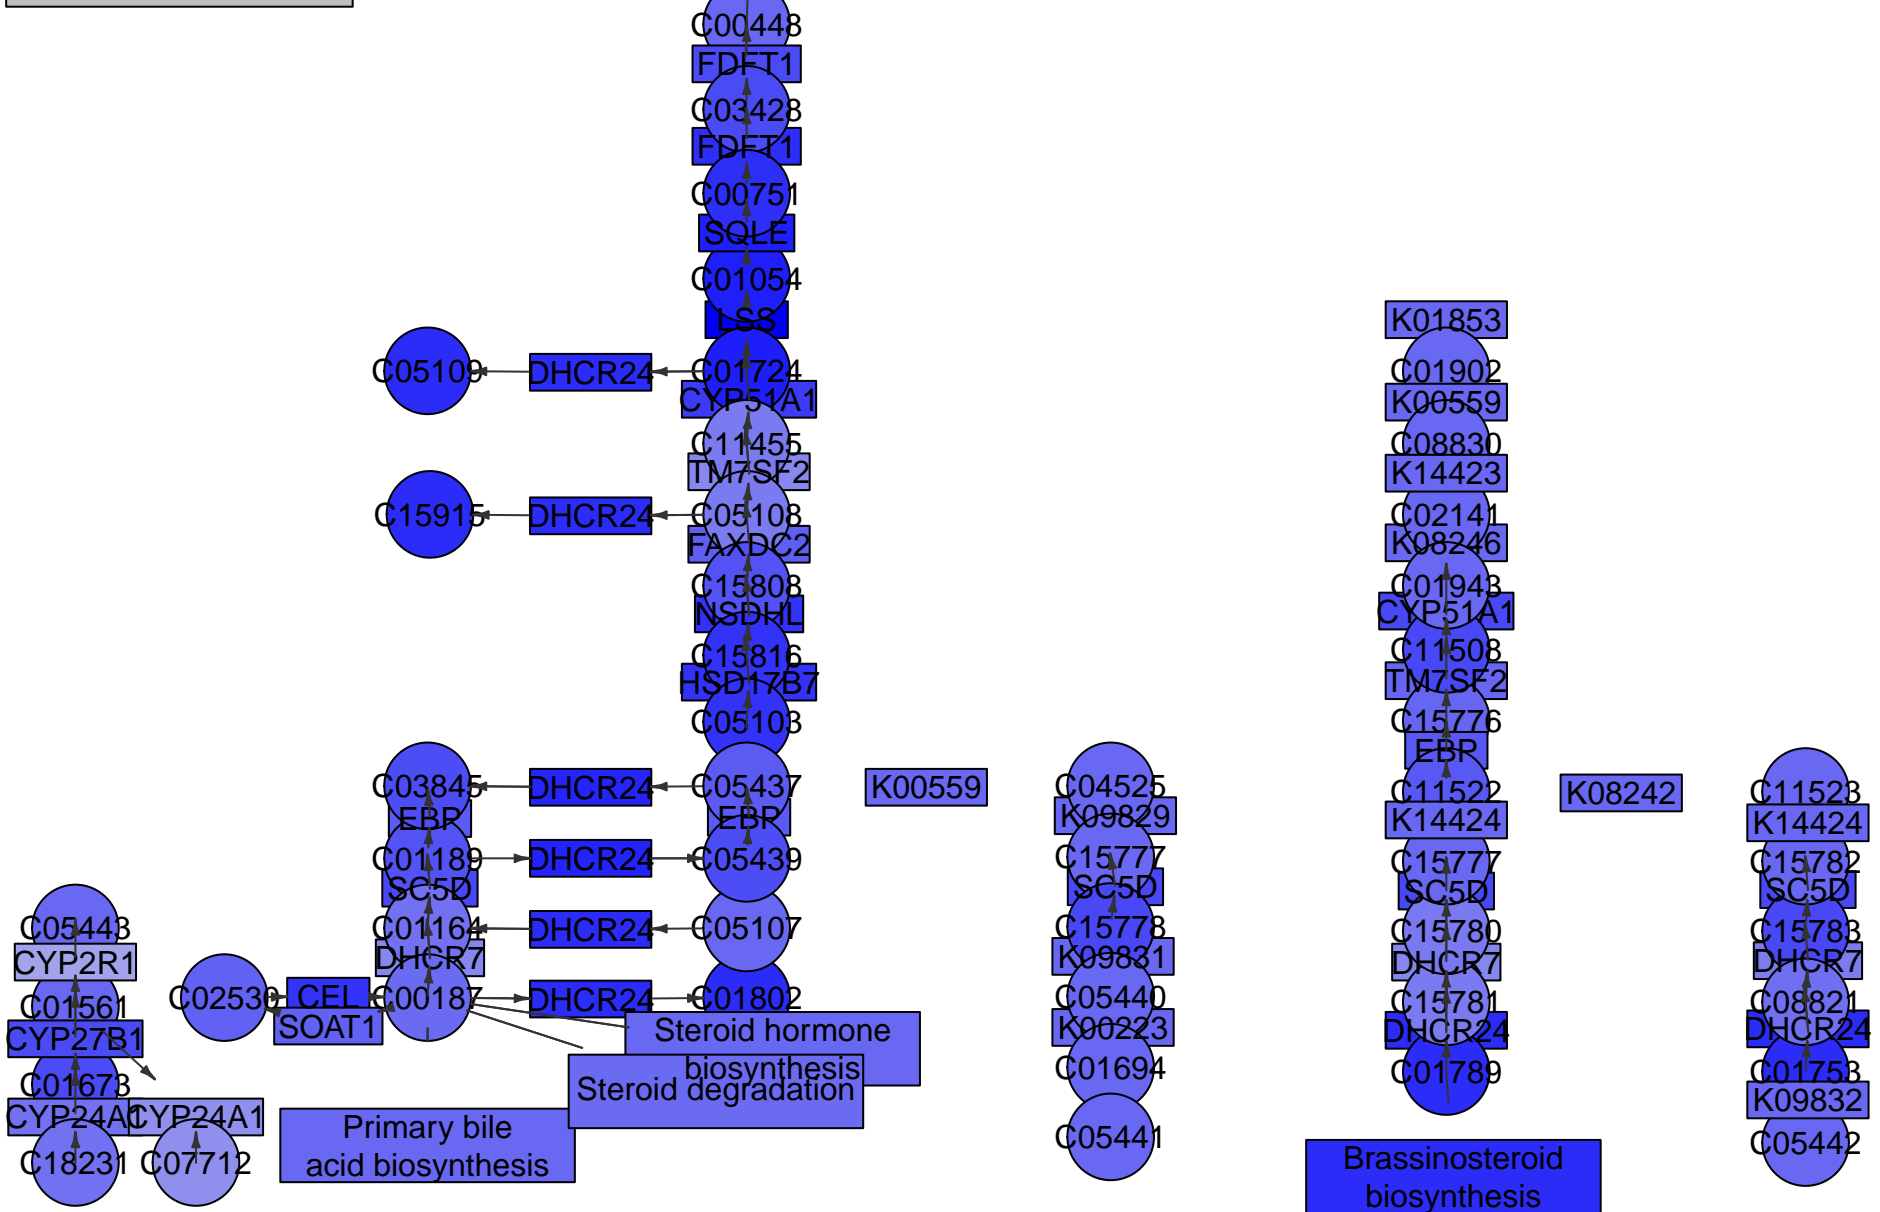 C00448
FDFT1
C03428
FDFT1
C00751
SQLE
C01054
LSS
C05109
DHCR24
C01724
CYP51A1
C11455
TM7SF2
C15915
DHCR24
C05108
FAXDC2
C15808
NSDHL
C15816
HSD17B7
C05103
C03845
DHCR24
C05437
EBP
EBP
C01189
DHCR24
C05439
SC5D
C01164
DHCR24
C05107
DHCR7
C02530
CEL
SOAT1
C00187
DHCR24
C01802
C05443
CYP2R1
C01561
CYP27B1
C01673
CYP24A1
CYP24A1
C18231
C07712
Steroid hormone
biosynthesis
Steroid degradation
Primary bile
acid biosynthesis
K00559
C04525
K09829
C15777
SC5D
C15778
K09831
C05440
K00223
C01694
C05441
K01853
C01902
K00559
C08830
K14423
C02141
K08246
C01943
CYP51A1
C11508
TM7SF2
C15776
EBP
C11522
K14424
C15777
SC5D
C15780
DHCR7
C15781
DHCR24
C01789
Brassinosteroid
biosynthesis
K08242
C11523
K14424
C15782
SC5D
C15783
DHCR7
C08821
DHCR24
C01753
K09832
C05442